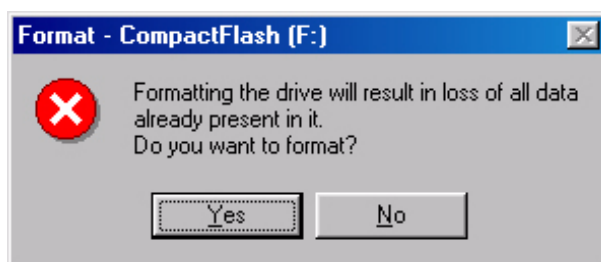 Format - CompactFlash (F:)
Formatting the drive will result in loss of all data
already present in it.
Do you want to format?
Yes No